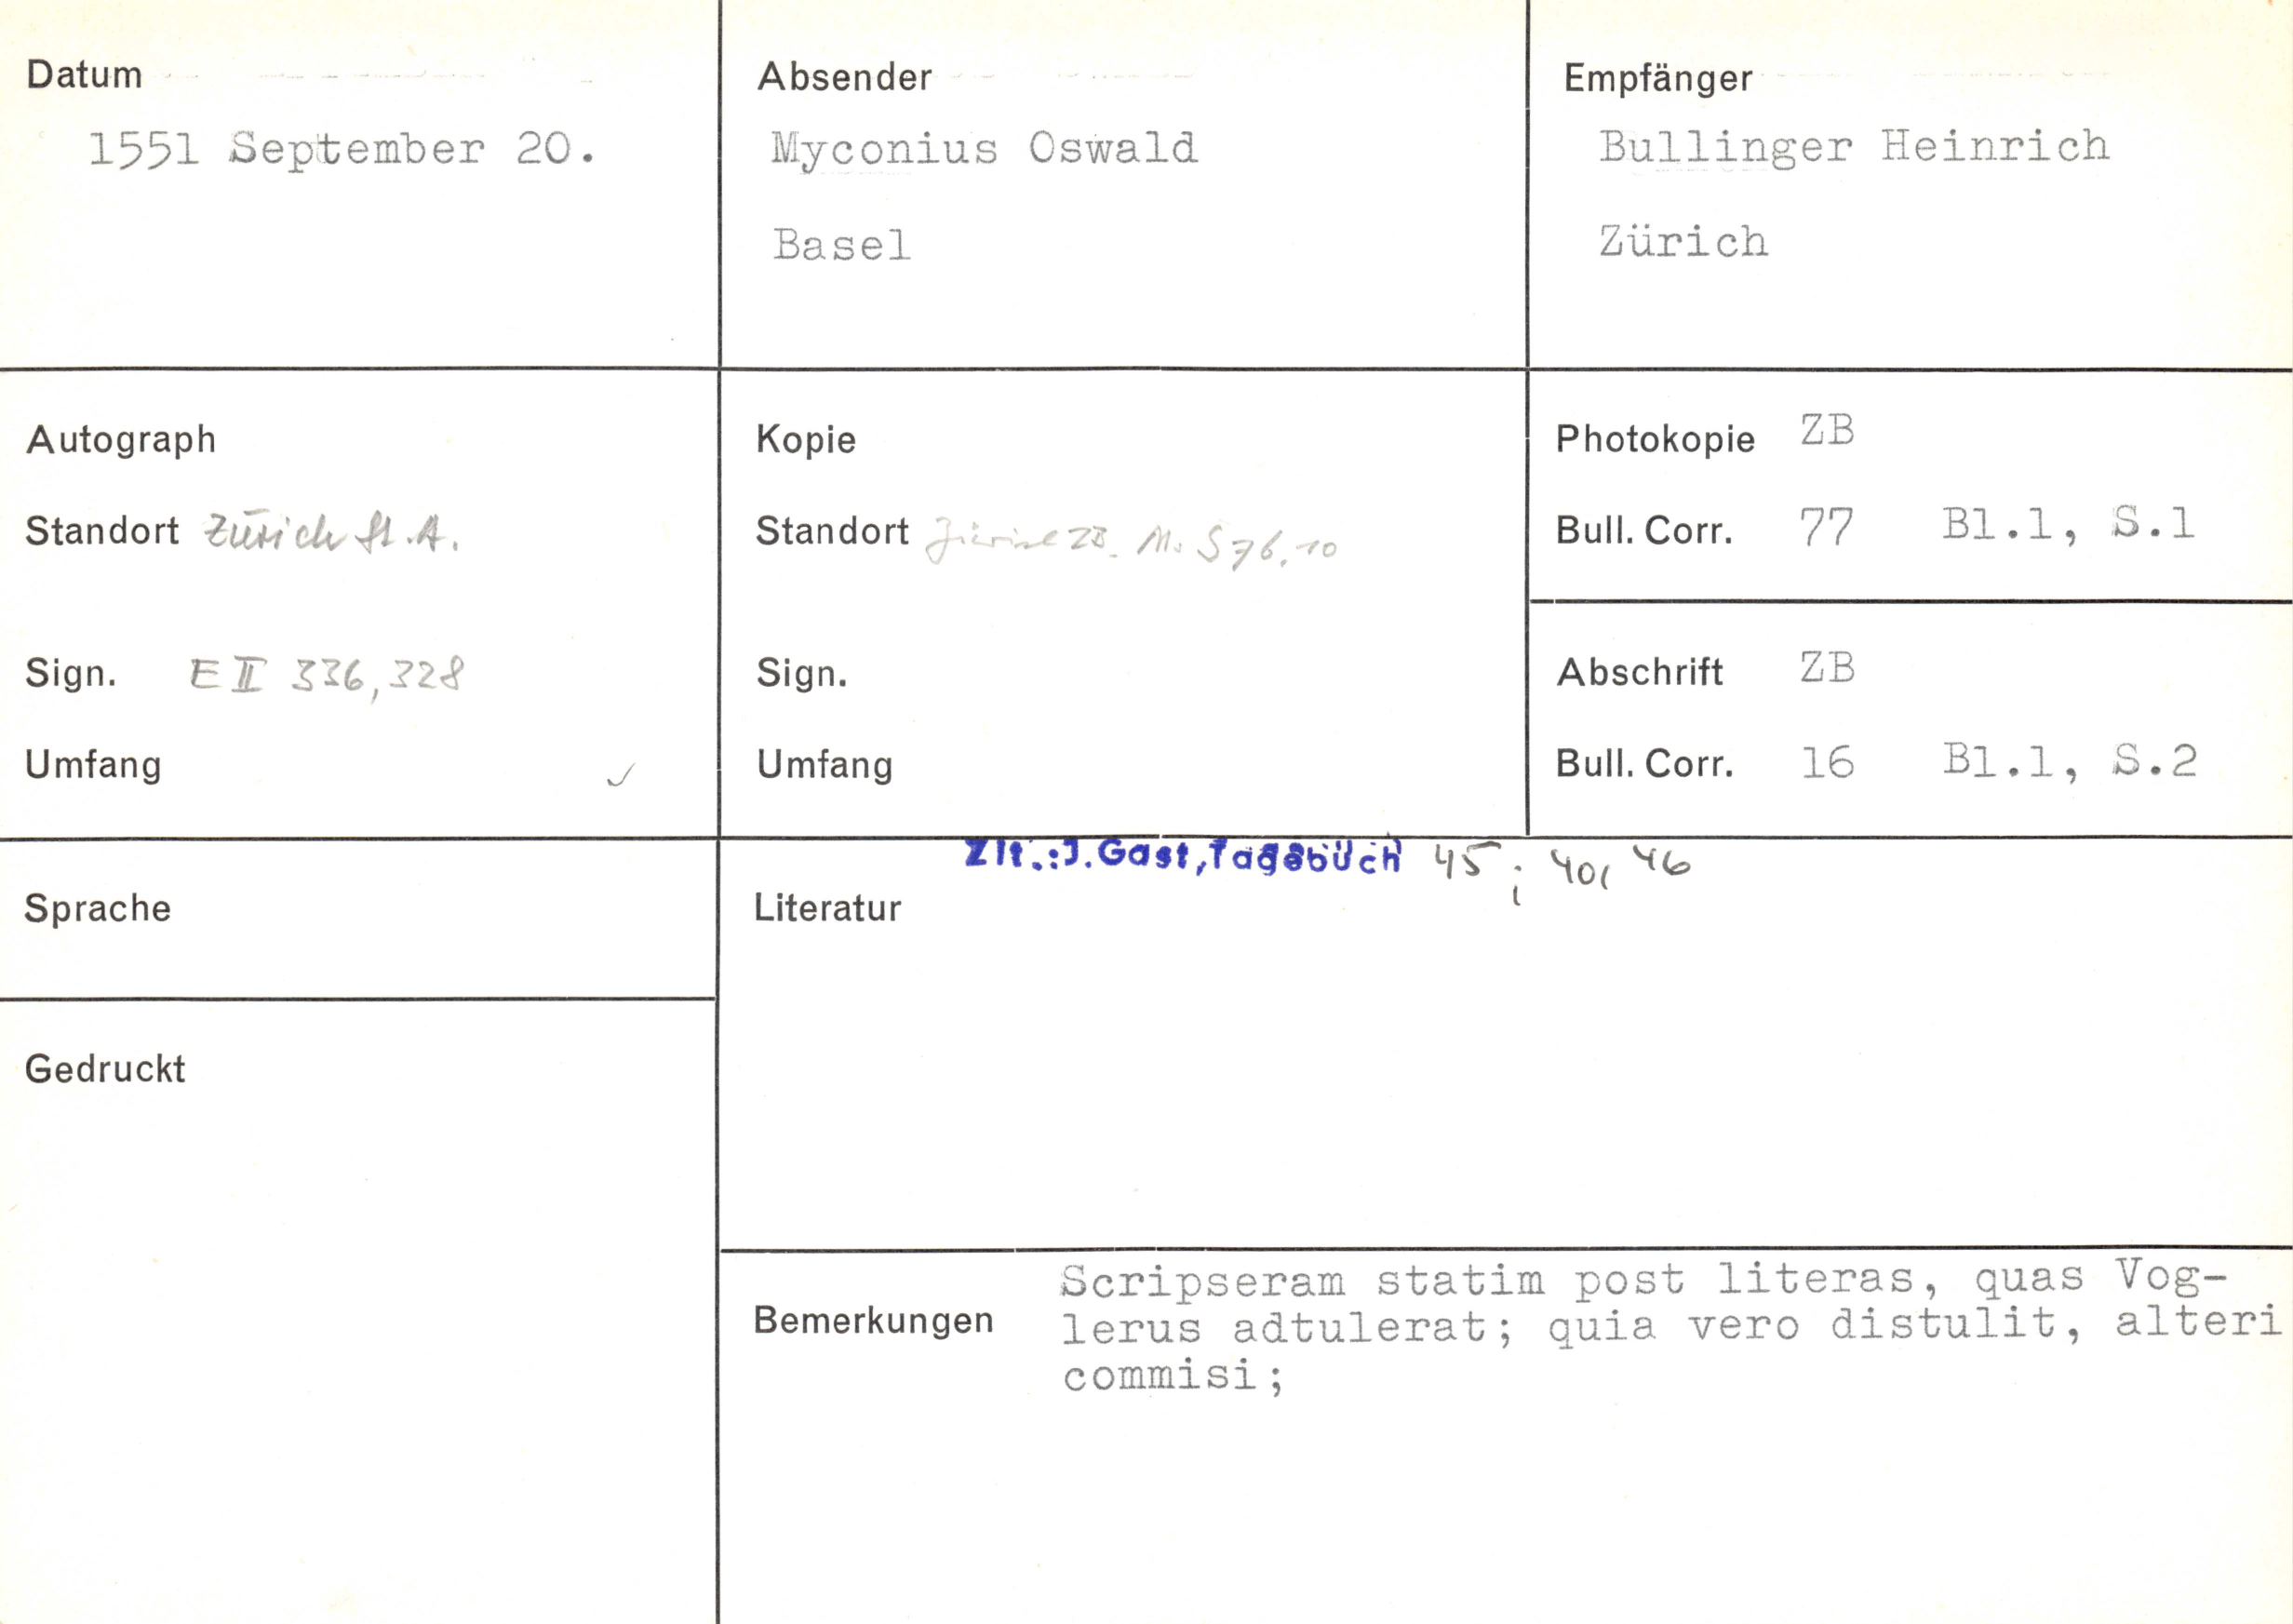 Datum
1551 September 20.
Absender
Myconius Oswald
Basel
Empfänger
Bullinger Heinrich
Zürich
Autograph
Standort Zürich St.A.
Sign. E II 336,328
Umfang ✓
Kopie
Standort Zürich ZB. Ms S 76,10
Sign.
Umfang
Photokopie ZB
Bull. Corr. 77 Bl.1, S.1
Abschrift ZB
Bull. Corr. 16 Bl.1, S.2
Sprache
Gedruckt
Zit.:J.Gast,Tagebuch 45; 40, 46
Literatur
Bemerkungen
Scripseram statim post literas, quas Vog-
lerus adtulerat; quia vero distulit, alteri
commisi;